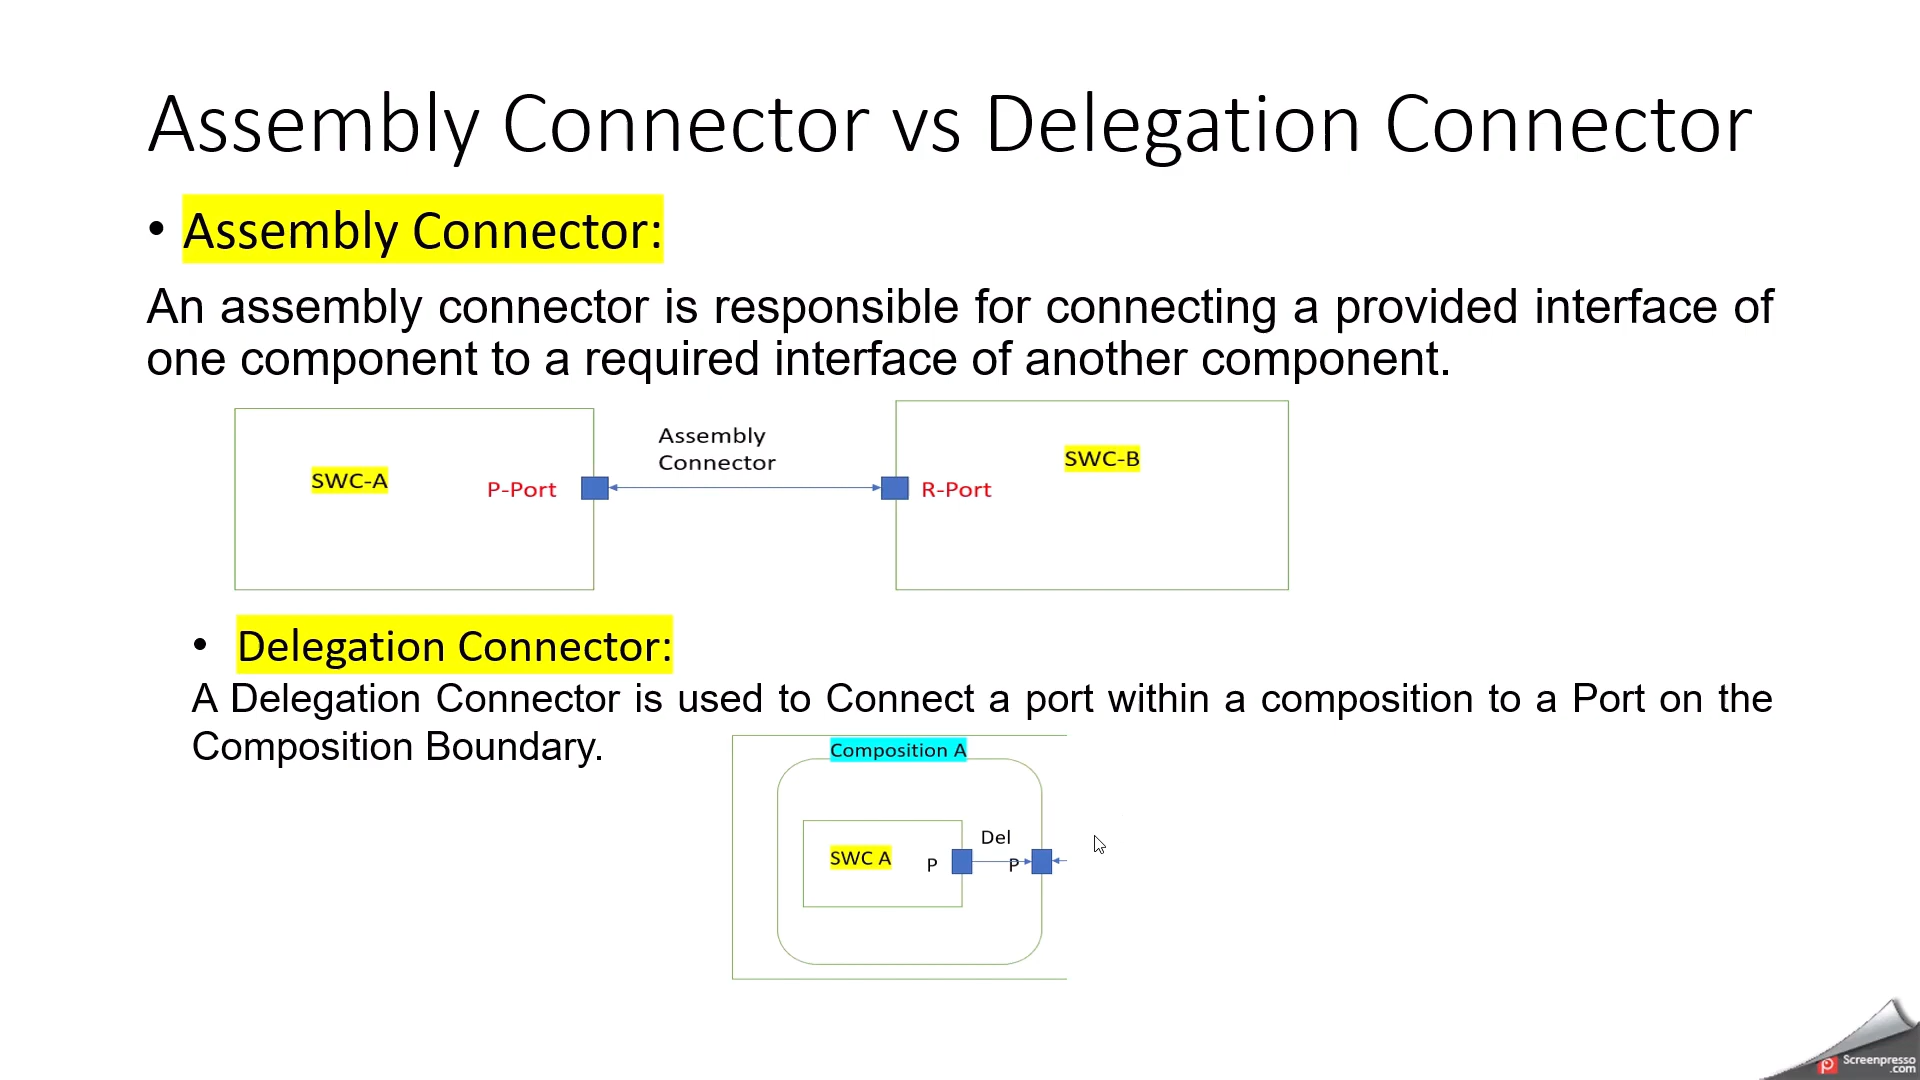 Assembly Connector vs Delegation Connector
• Assembly Connector:
An assembly connector is responsible for connecting a provided interface of
one component to a required interface of another component.
Assembly
Connector
SWC-A
P-Port
R-Port
SWC-B
• Delegation Connector:
A Delegation Connector is used to Connect a port within a composition to a Port on the
Composition Boundary.
Composition A
SWC A
P
Del
P
Screenpresso
.com